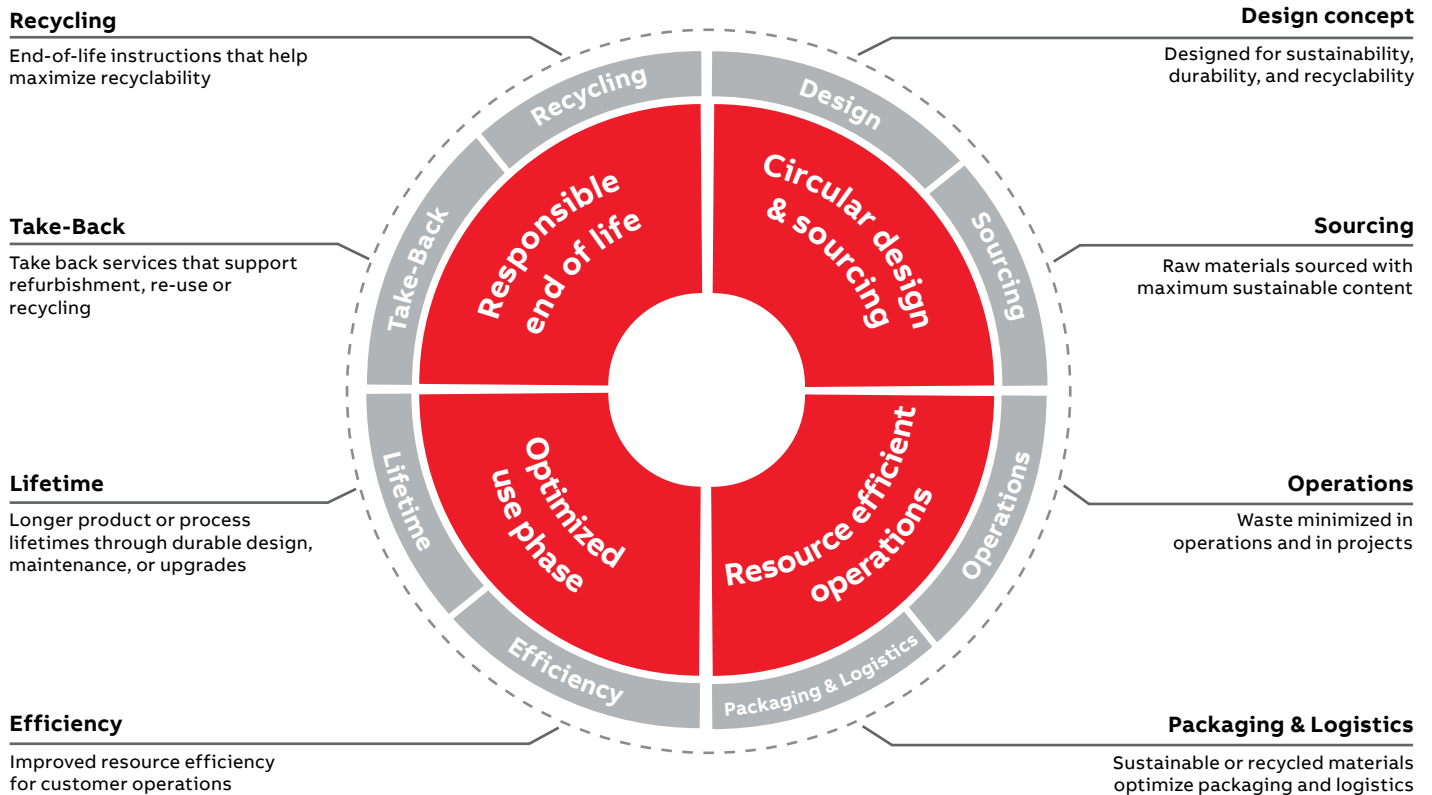 Recycling
End-of-life instructions that help
maximize recyclability
Take-Back
Take back services that support
refurbishment, re-use or
recycling
Lifetime
Longer product or process
lifetimes through durable design,
maintenance, or upgrades
Efficiency
Improved resource efficiency
for customer operations
Recycling
Take-Back
Lifetime
Efficiency
Design
Sourcing
Operations
Packaging & Logistics
Responsible
end of life
Circular design
& sourcing
Optimized
use phase
Resource efficient
operations
Design concept
Designed for sustainability,
durability, and recyclability
Sourcing
Raw materials sourced with
maximum sustainable content
Operations
Waste minimized in
operations and in projects
Packaging & Logistics
Sustainable or recycled materials
optimize packaging and logistics